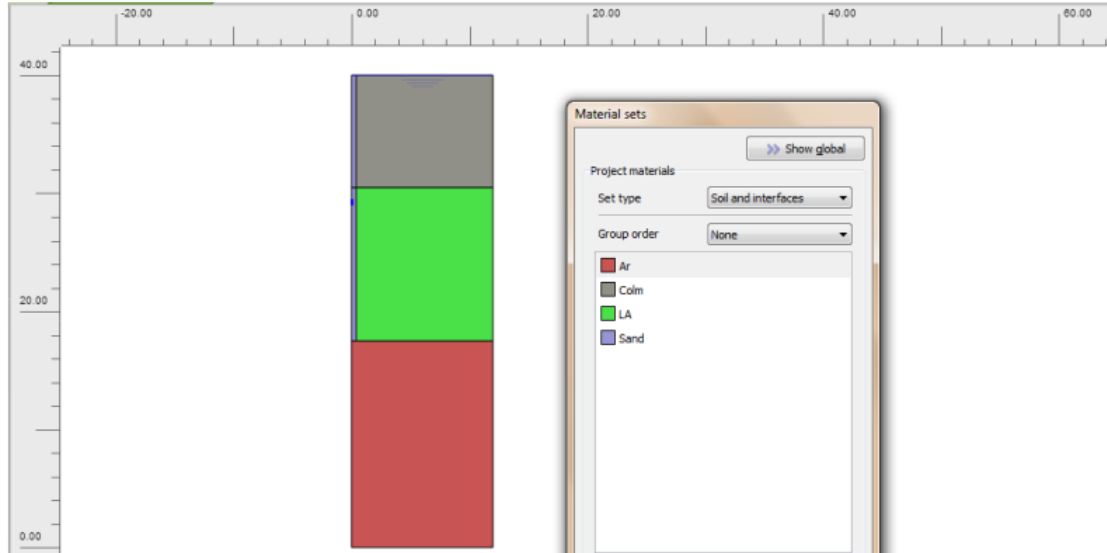 -20.00 0.00 20.00 40.00 60.00
40.00
20.00
0.00
Material sets
Show global
Project materials
Set type Soil and interfaces
Group order None
Ar
Colm
LA
Sand